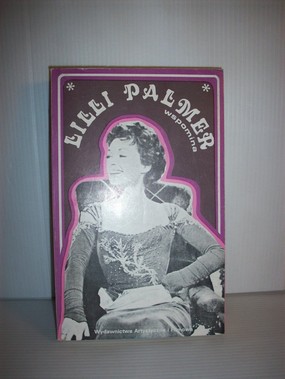 LILLI PALMER
wspomina
Wydawnictwa Artystyczne i Filmowe